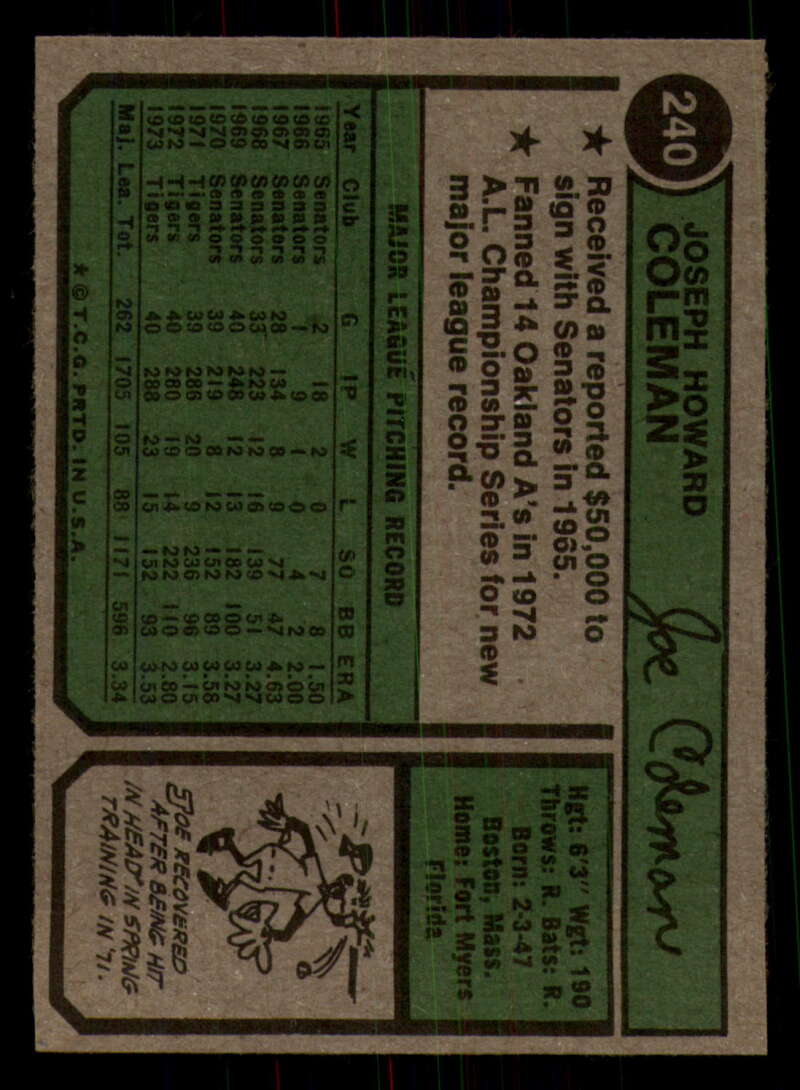 240
JOSEPH HOWARD
COLEMAN
Joe Coleman
★ Received a reported $50,000 to
sign with Senators in 1965.
★ Fanned 14 Oakland A's in 1972
A.L. Championship Series for new
major league record.
MAJOR LEAGUE PITCHING RECORD
Year Club G IP W L SO BB ERA
1965 Senators 2 18 2 0 7 8 1.50
1966 Senators 1 9 1 0 4 2 2.00
1967 Senators 28 134 8 9 77 47 4.63
1968 Senators 33 223 12 16 139 51 3.27
1969 Senators 40 248 12 13 182 100 3.27
1970 Senators 39 219 8 12 152 89 3.58
1971 Tigers 39 286 20 9 236 96 3.15
1972 Tigers 40 280 19 14 222 110 2.80
1973 Tigers 40 288 23 15 152 93 3.53
Maj. Lea. Tot. 262 1705 105 88 1171 596 3.34
★ © T.C.G. PRTD. IN U.S.A.
Hgt: 6'3" Wgt: 190
Throws: R. Bats: R.
Born: 2-3-47
Boston, Mass.
Home: Fort Myers
Florida
JOE RECOVERED
AFTER BEING HIT
IN HEAD IN SPRING
TRAINING IN '71.